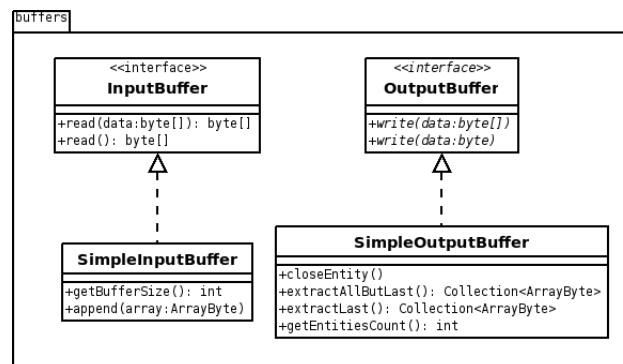 buffers
<<interface>>
InputBuffer
+read(data:byte[]): byte[]
+read(): byte[]
<<interface>>
OutputBuffer
+write(data:byte[])
+write(data:byte)
SimpleInputBuffer
+getBufferSize(): int
+append(array:ArrayByte)
SimpleOutputBuffer
+closeEntity()
+extractAllButLast(): Collection<ArrayByte>
+extractLast(): Collection<ArrayByte>
+getEntitiesCount(): int